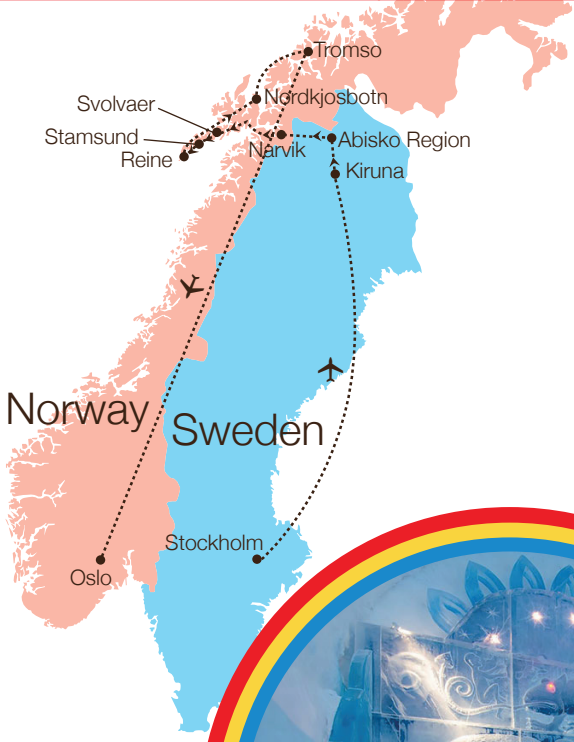 Tromso
Nordkjosbotn
Svolvaer
Stamsund
Reine
Narvik
Abisko Region
Kiruna
Norway
Sweden
Stockholm
Oslo